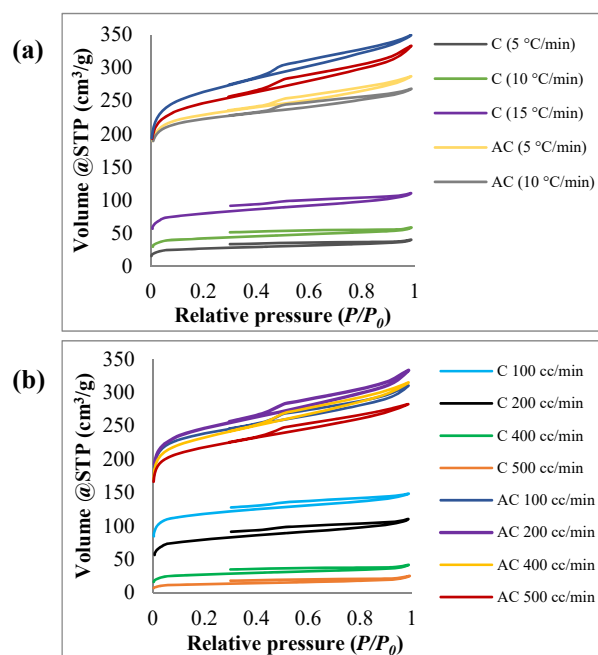 (a)
Volume @STP (cm³/g)
350
300
250
200
150
100
50
0
0
0.2
0.4
0.6
0.8
1
Relative pressure (P/P₀)
C (5 °C/min)
C (10 °C/min)
C (15 °C/min)
AC (5 °C/min)
AC (10 °C/min)
(b)
Volume @STP (cm³/g)
350
300
250
200
150
100
50
0
0
0.2
0.4
0.6
0.8
1
Relative pressure (P/P₀)
C 100 cc/min
C 200 cc/min
C 400 cc/min
C 500 cc/min
AC 100 cc/min
AC 200 cc/min
AC 400 cc/min
AC 500 cc/min